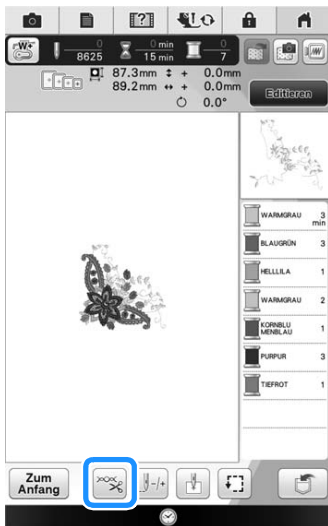 [?]
W+
0
8625
0 min
15 min
1
7
87.3mm ↕ + 0.0mm
89.2mm ↔ + 0.0mm
0.0°
Editieren
WARMGRAU 3
min
BLAUGRÜN 3
HELLLILA 1
WARMGRAU 2
KORNBLU
MENBLAU 1
PURPUR 3
TIEFROT 1
Zum
Anfang
-/+